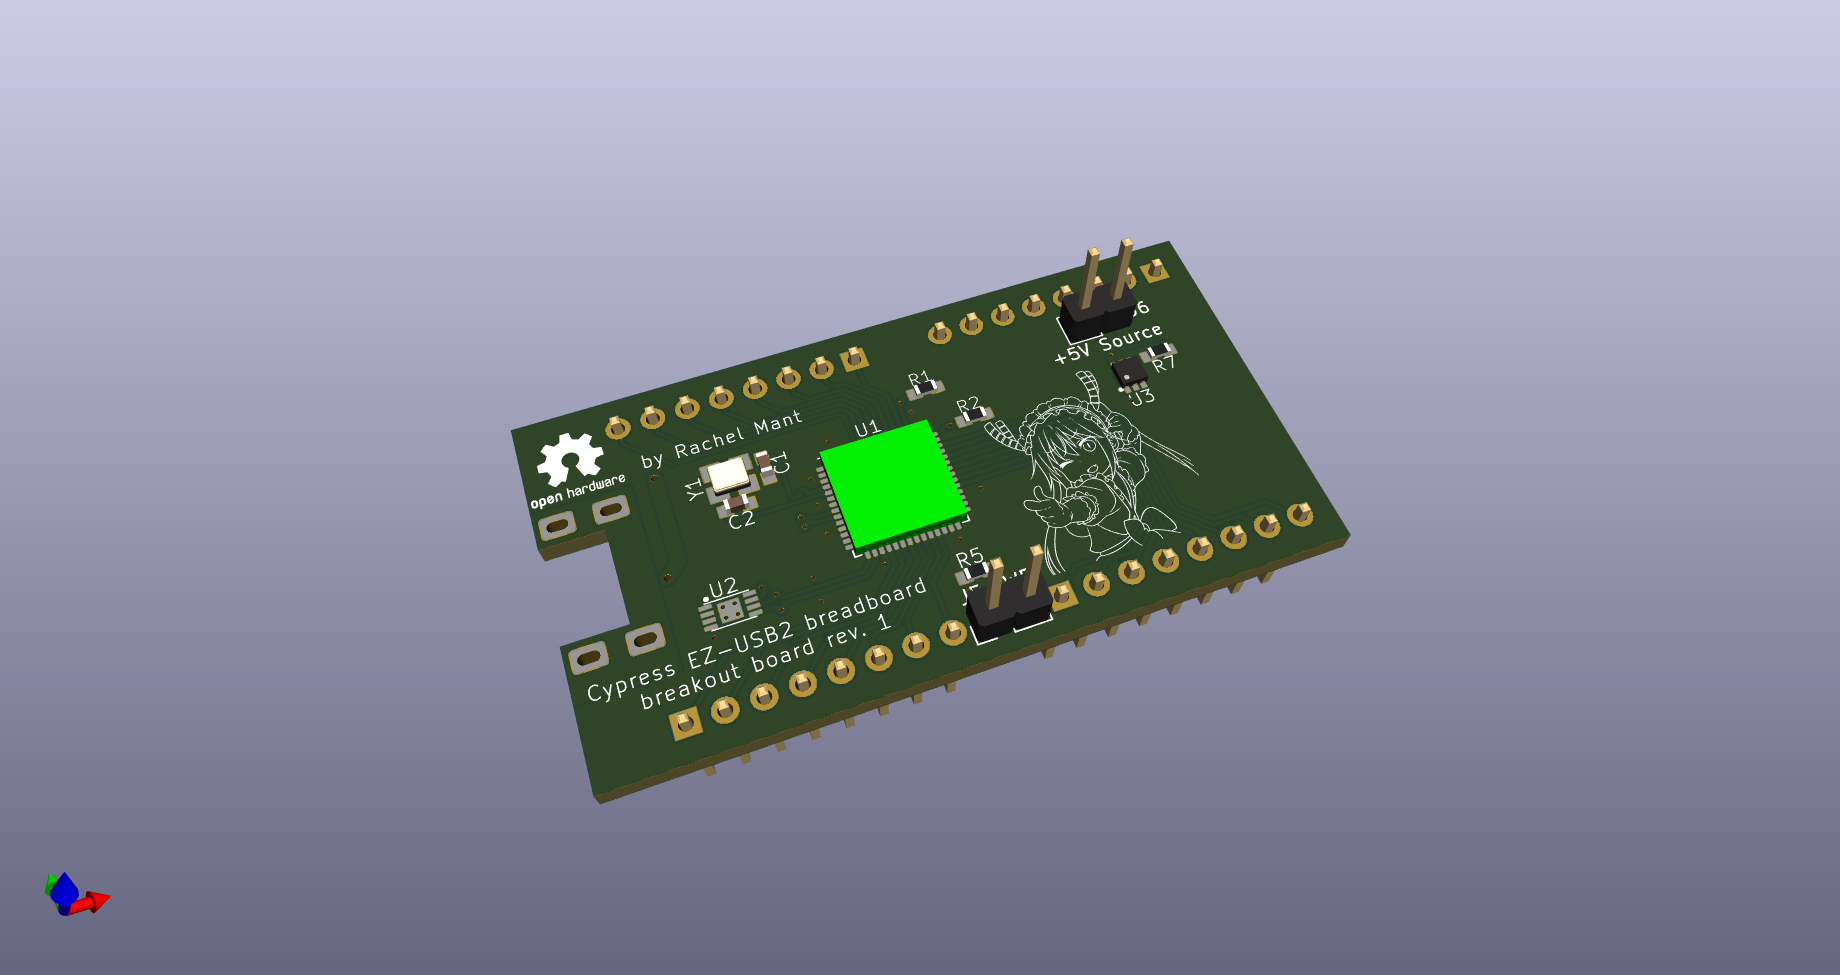 +5V Source
R7
U3
R1
R2
U1
by Rachel Mant
open hardware
Y1
C1
C2
R5
U2
Cypress EZ-USB2 breadboard
breakout board rev. 1